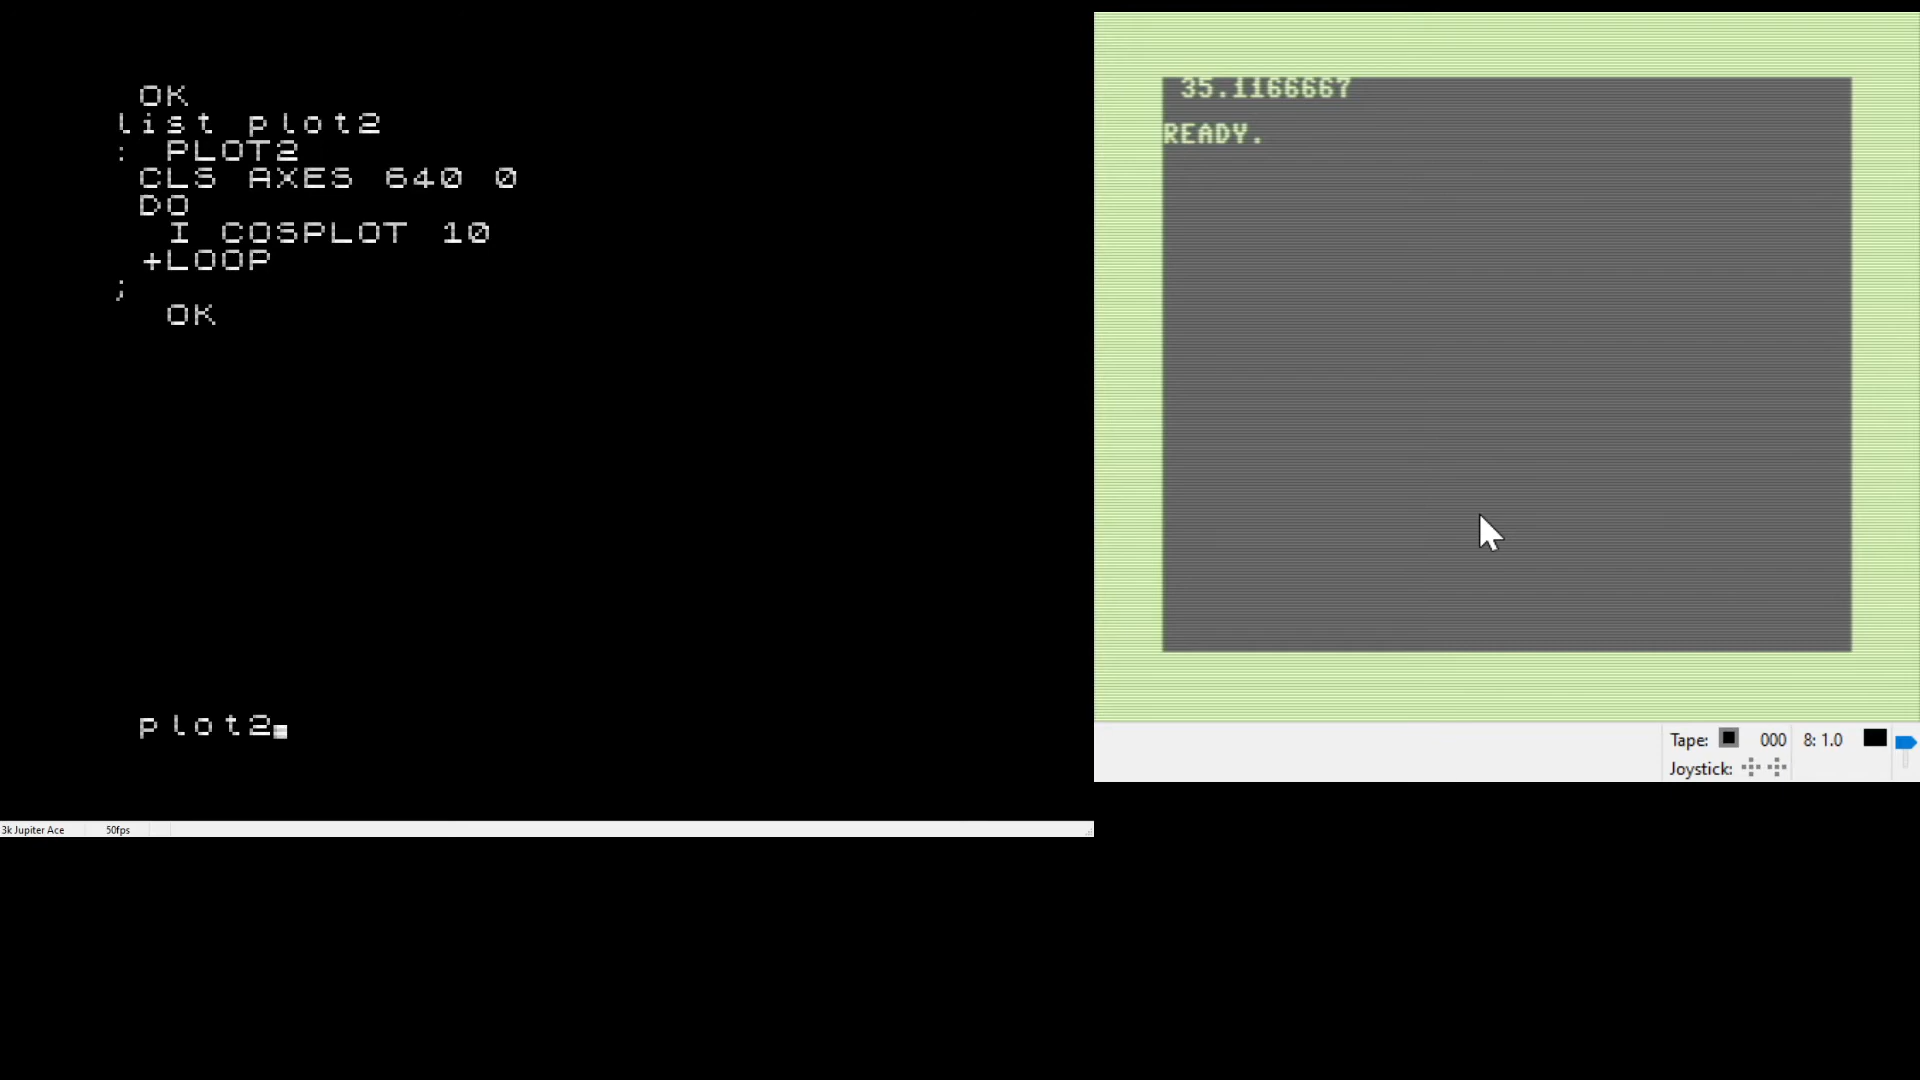 OK
list plot2
: PLOT2
CLS AXES 640 0
DO
I COSPLOT 10
+LOOP
;
OK
plot2
3k Jupiter Ace 50fps
35.1166667
READY.
Tape: 000 8: 1.0
Joystick: